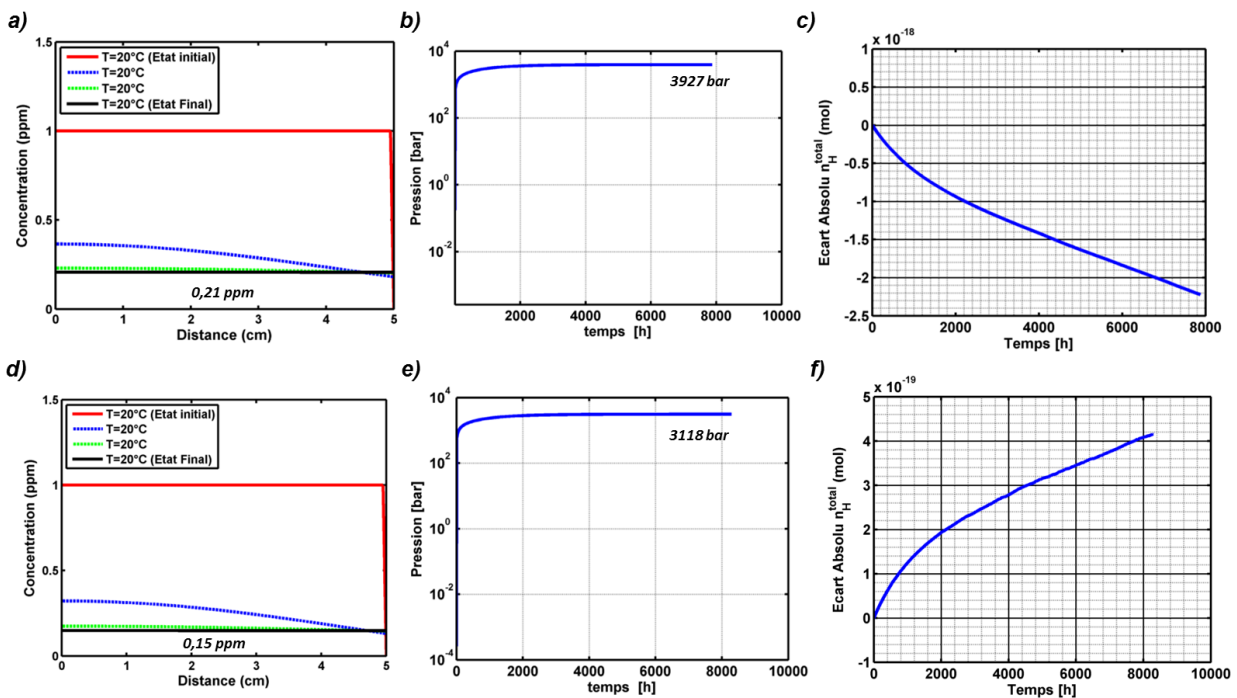 a)
1.5
1
0.5
0
Concentration (ppm)
T=20°C (Etat initial)
T=20°C
T=20°C
T=20°C (Etat Final)
0,21 ppm
0 1 2 3 4 5
Distance (cm)
b)
10^4
10^2
10^0
10^-2
Pression [bar]
3927 bar
2000 4000 6000 8000 10000
temps [h]
c)
x 10^-18
1
0.5
0
-0.5
-1
-1.5
-2
-2.5
Ecart Absolu n_H^total (mol)
0 2000 4000 6000 8000
Temps [h]
d)
1.5
1
0.5
0
Concentration (ppm)
T=20°C (Etat initial)
T=20°C
T=20°C
T=20°C (Etat Final)
0,15 ppm
0 1 2 3 4 5
Distance (cm)
e)
10^4
10^2
10^0
10^-2
10^-4
Pression [bar]
3118 bar
0 2000 4000 6000 8000 10000
temps [h]
f)
x 10^-19
5
4
3
2
1
0
-1
Ecart Absolu n_H^total (mol)
0 2000 4000 6000 8000 10000
Temps [h]